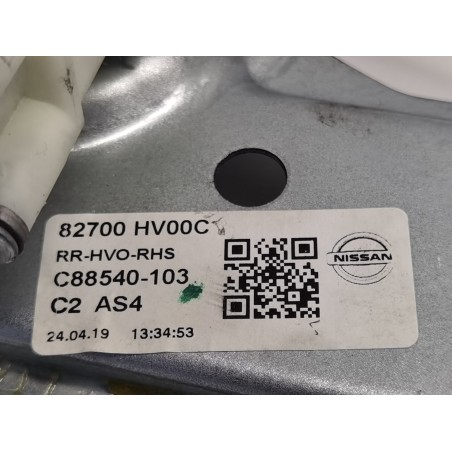 82700 HV00C
RR-HVO-RHS
C88540-103
C2 AS4
24.04.19 13:34:53
NISSAN